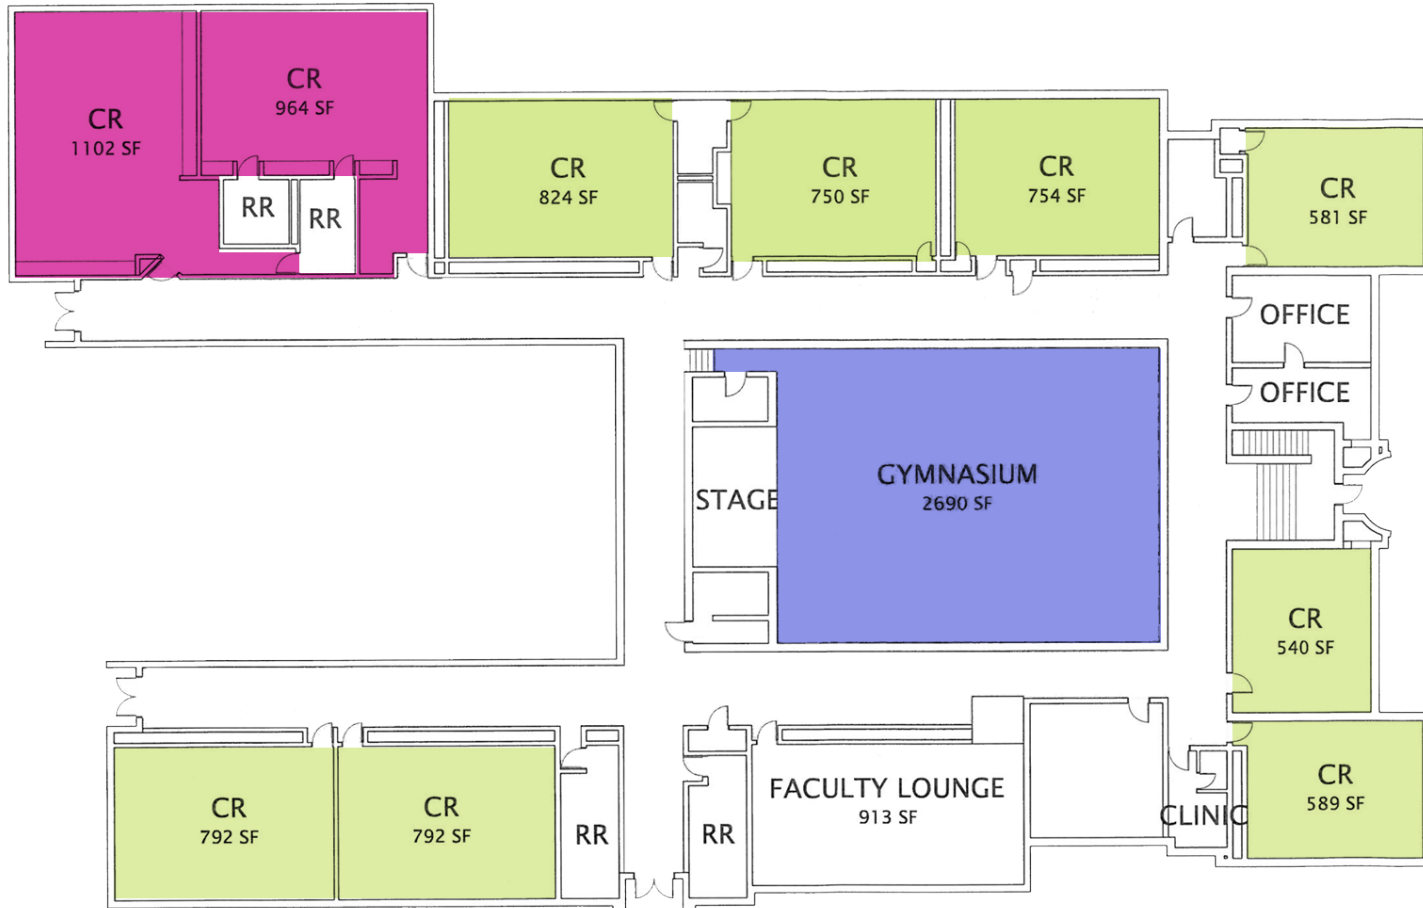 CR
1102 SF
CR
964 SF
RR
RR
CR
824 SF
CR
750 SF
CR
754 SF
CR
581 SF
OFFICE
OFFICE
STAGE
GYMNASIUM
2690 SF
CR
540 SF
CR
792 SF
CR
792 SF
RR
RR
FACULTY LOUNGE
913 SF
CLINIC
CR
589 SF